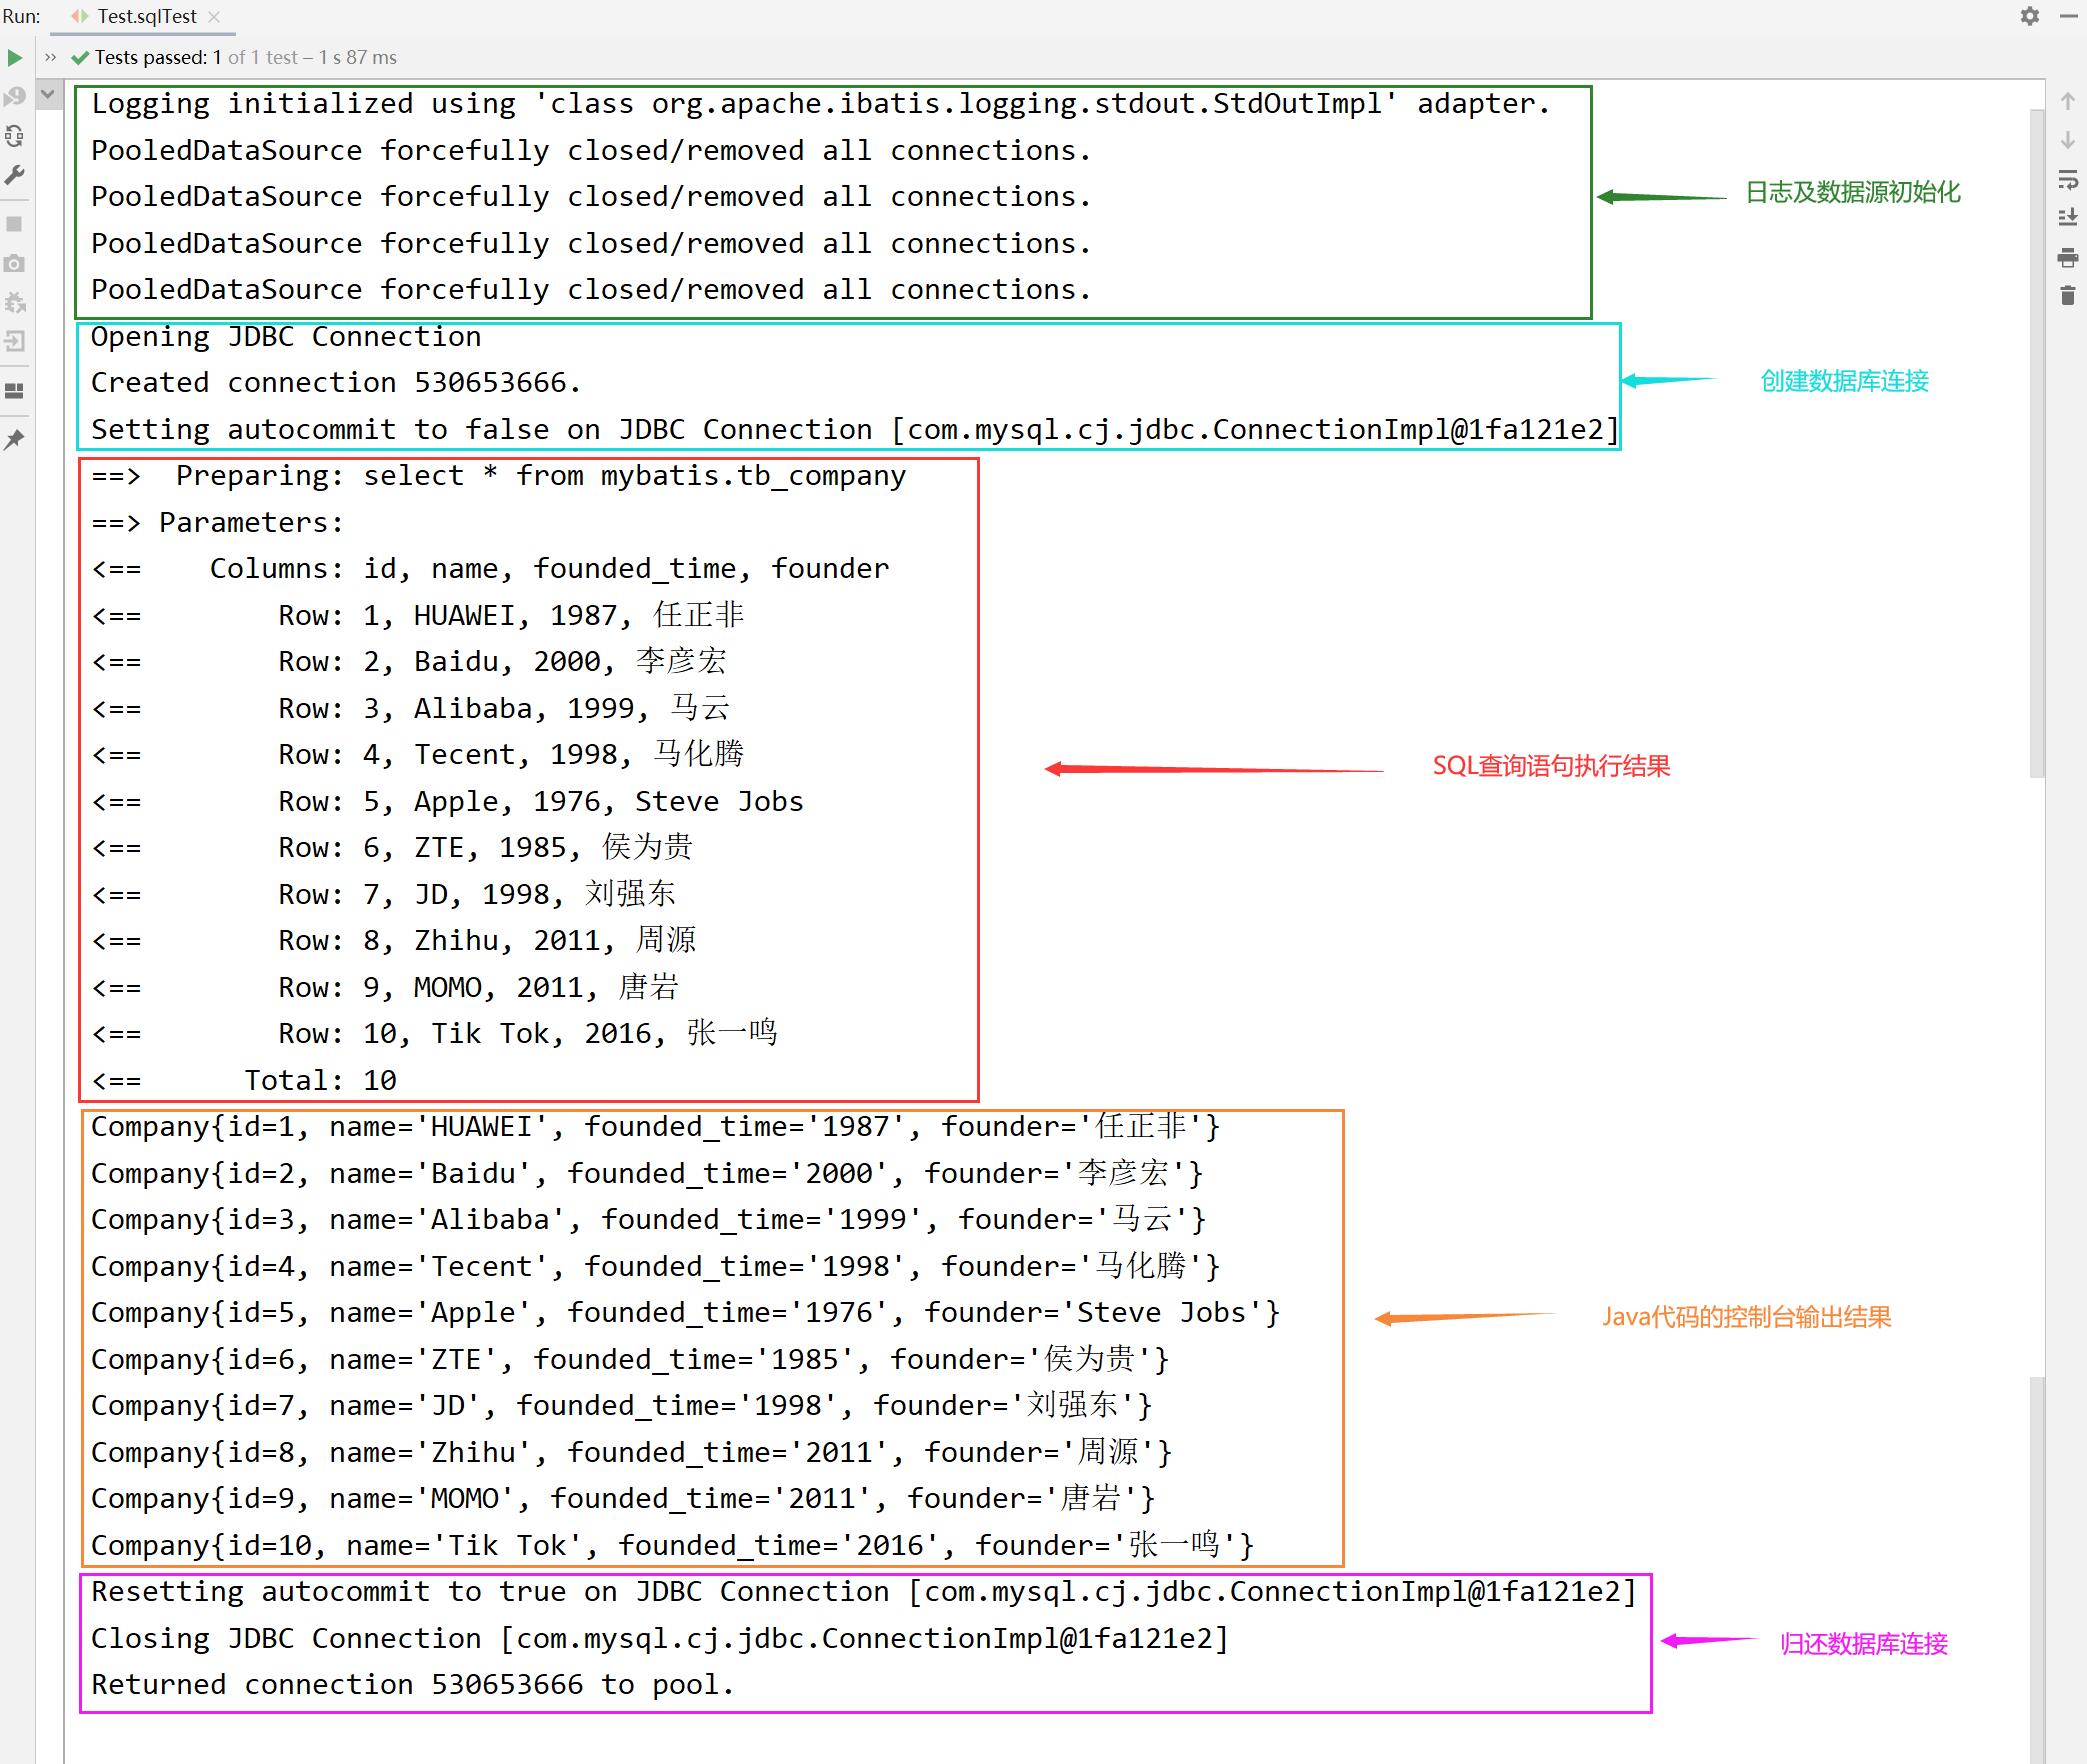 Run: Test.sqlTest
Tests passed: 1 of 1 test – 1 s 87 ms
Logging initialized using 'class org.apache.ibatis.logging.stdout.StdOutImpl' adapter.
PooledDataSource forcefully closed/removed all connections.
PooledDataSource forcefully closed/removed all connections.
日志及数据源初始化
PooledDataSource forcefully closed/removed all connections.
PooledDataSource forcefully closed/removed all connections.
Opening JDBC Connection
Created connection 530653666.
创建数据库连接
Setting autocommit to false on JDBC Connection [com.mysql.cj.jdbc.ConnectionImpl@1fa121e2]
==>  Preparing: select * from mybatis.tb_company
==> Parameters:
<==    Columns: id, name, founded_time, founder
<==        Row: 1, HUAWEI, 1987, 任正非
<==        Row: 2, Baidu, 2000, 李彦宏
<==        Row: 3, Alibaba, 1999, 马云
<==        Row: 4, Tecent, 1998, 马化腾
SQL查询语句执行结果
<==        Row: 5, Apple, 1976, Steve Jobs
<==        Row: 6, ZTE, 1985, 侯为贵
<==        Row: 7, JD, 1998, 刘强东
<==        Row: 8, Zhihu, 2011, 周源
<==        Row: 9, MOMO, 2011, 唐岩
<==        Row: 10, Tik Tok, 2016, 张一鸣
<==      Total: 10
Company{id=1, name='HUAWEI', founded_time='1987', founder='任正非'}
Company{id=2, name='Baidu', founded_time='2000', founder='李彦宏'}
Company{id=3, name='Alibaba', founded_time='1999', founder='马云'}
Company{id=4, name='Tecent', founded_time='1998', founder='马化腾'}
Company{id=5, name='Apple', founded_time='1976', founder='Steve Jobs'}
Java代码的控制台输出结果
Company{id=6, name='ZTE', founded_time='1985', founder='侯为贵'}
Company{id=7, name='JD', founded_time='1998', founder='刘强东'}
Company{id=8, name='Zhihu', founded_time='2011', founder='周源'}
Company{id=9, name='MOMO', founded_time='2011', founder='唐岩'}
Company{id=10, name='Tik Tok', founded_time='2016', founder='张一鸣'}
Resetting autocommit to true on JDBC Connection [com.mysql.cj.jdbc.ConnectionImpl@1fa121e2]
Closing JDBC Connection [com.mysql.cj.jdbc.ConnectionImpl@1fa121e2]
归还数据库连接
Returned connection 530653666 to pool.